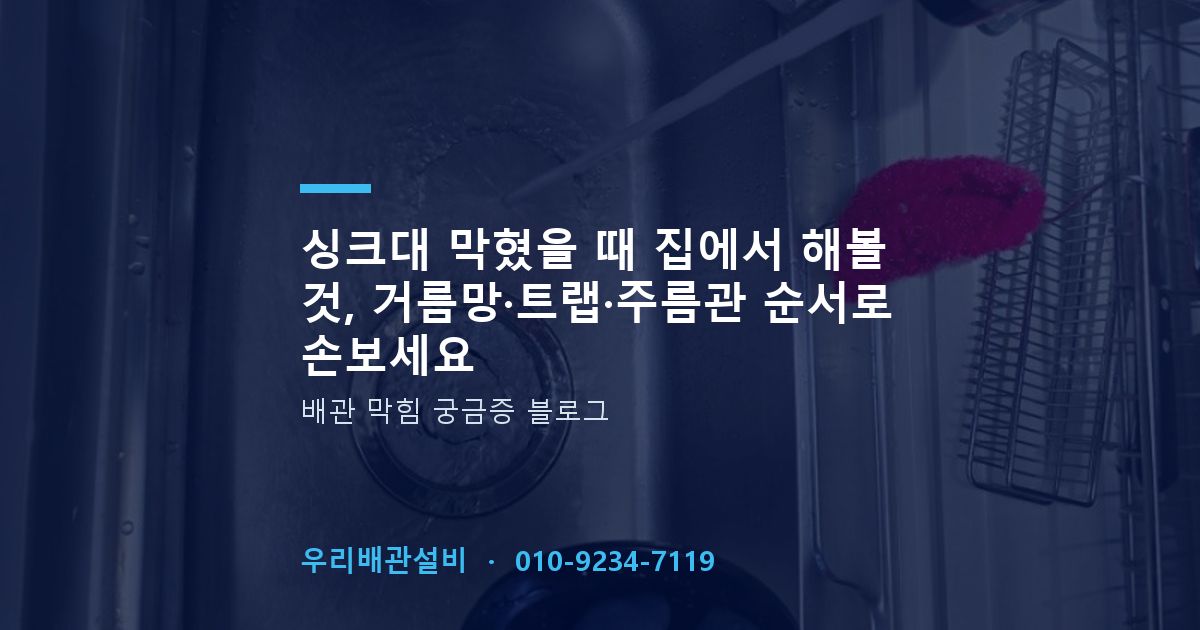 싱크대 막혔을 때 집에서 해볼
것, 거름망·트랩·주름관 순서로
손보세요
배관 막힘 궁금증 블로그
우리배관설비 · 010-9234-7119